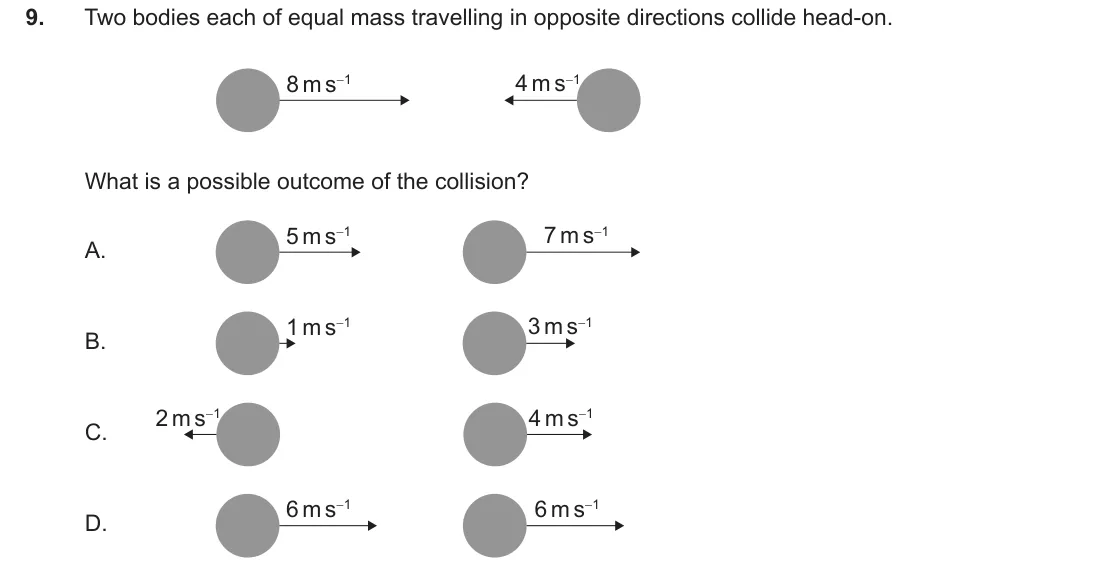 9. Two bodies each of equal mass travelling in opposite directions collide head-on.
8 m s⁻¹ 4 m s⁻¹
What is a possible outcome of the collision?
A. 5 m s⁻¹ 7 m s⁻¹
B. 1 m s⁻¹ 3 m s⁻¹
C. 2 m s⁻¹ 4 m s⁻¹
D. 6 m s⁻¹ 6 m s⁻¹